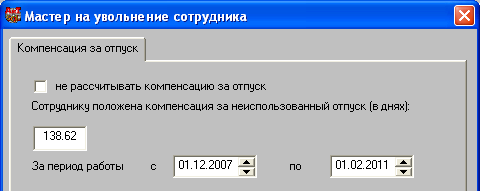 Мастер на увольнение сотрудника
Компенсация за отпуск
не рассчитывать компенсацию за отпуск
Сотруднику положена компенсация за неиспользованный отпуск (в днях):
138.62
За период работы с 01.12.2007 по 01.02.2011